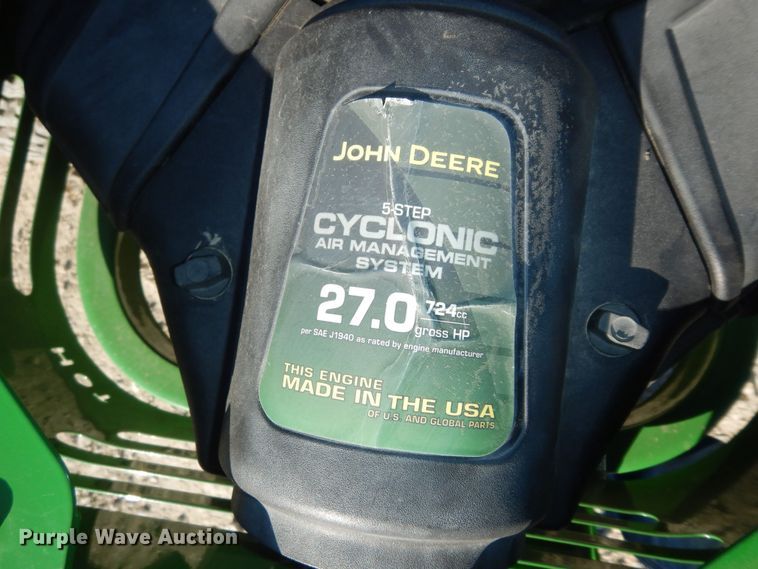 JOHN DEERE
5-STEP
CYCLONIC
AIR MANAGEMENT
SYSTEM
27.0 724cc
gross HP
per SAE J1940 as rated by engine manufacturer
THIS ENGINE
MADE IN THE USA
OF U.S. AND GLOBAL PARTS
HOT
Purple Wave Auction